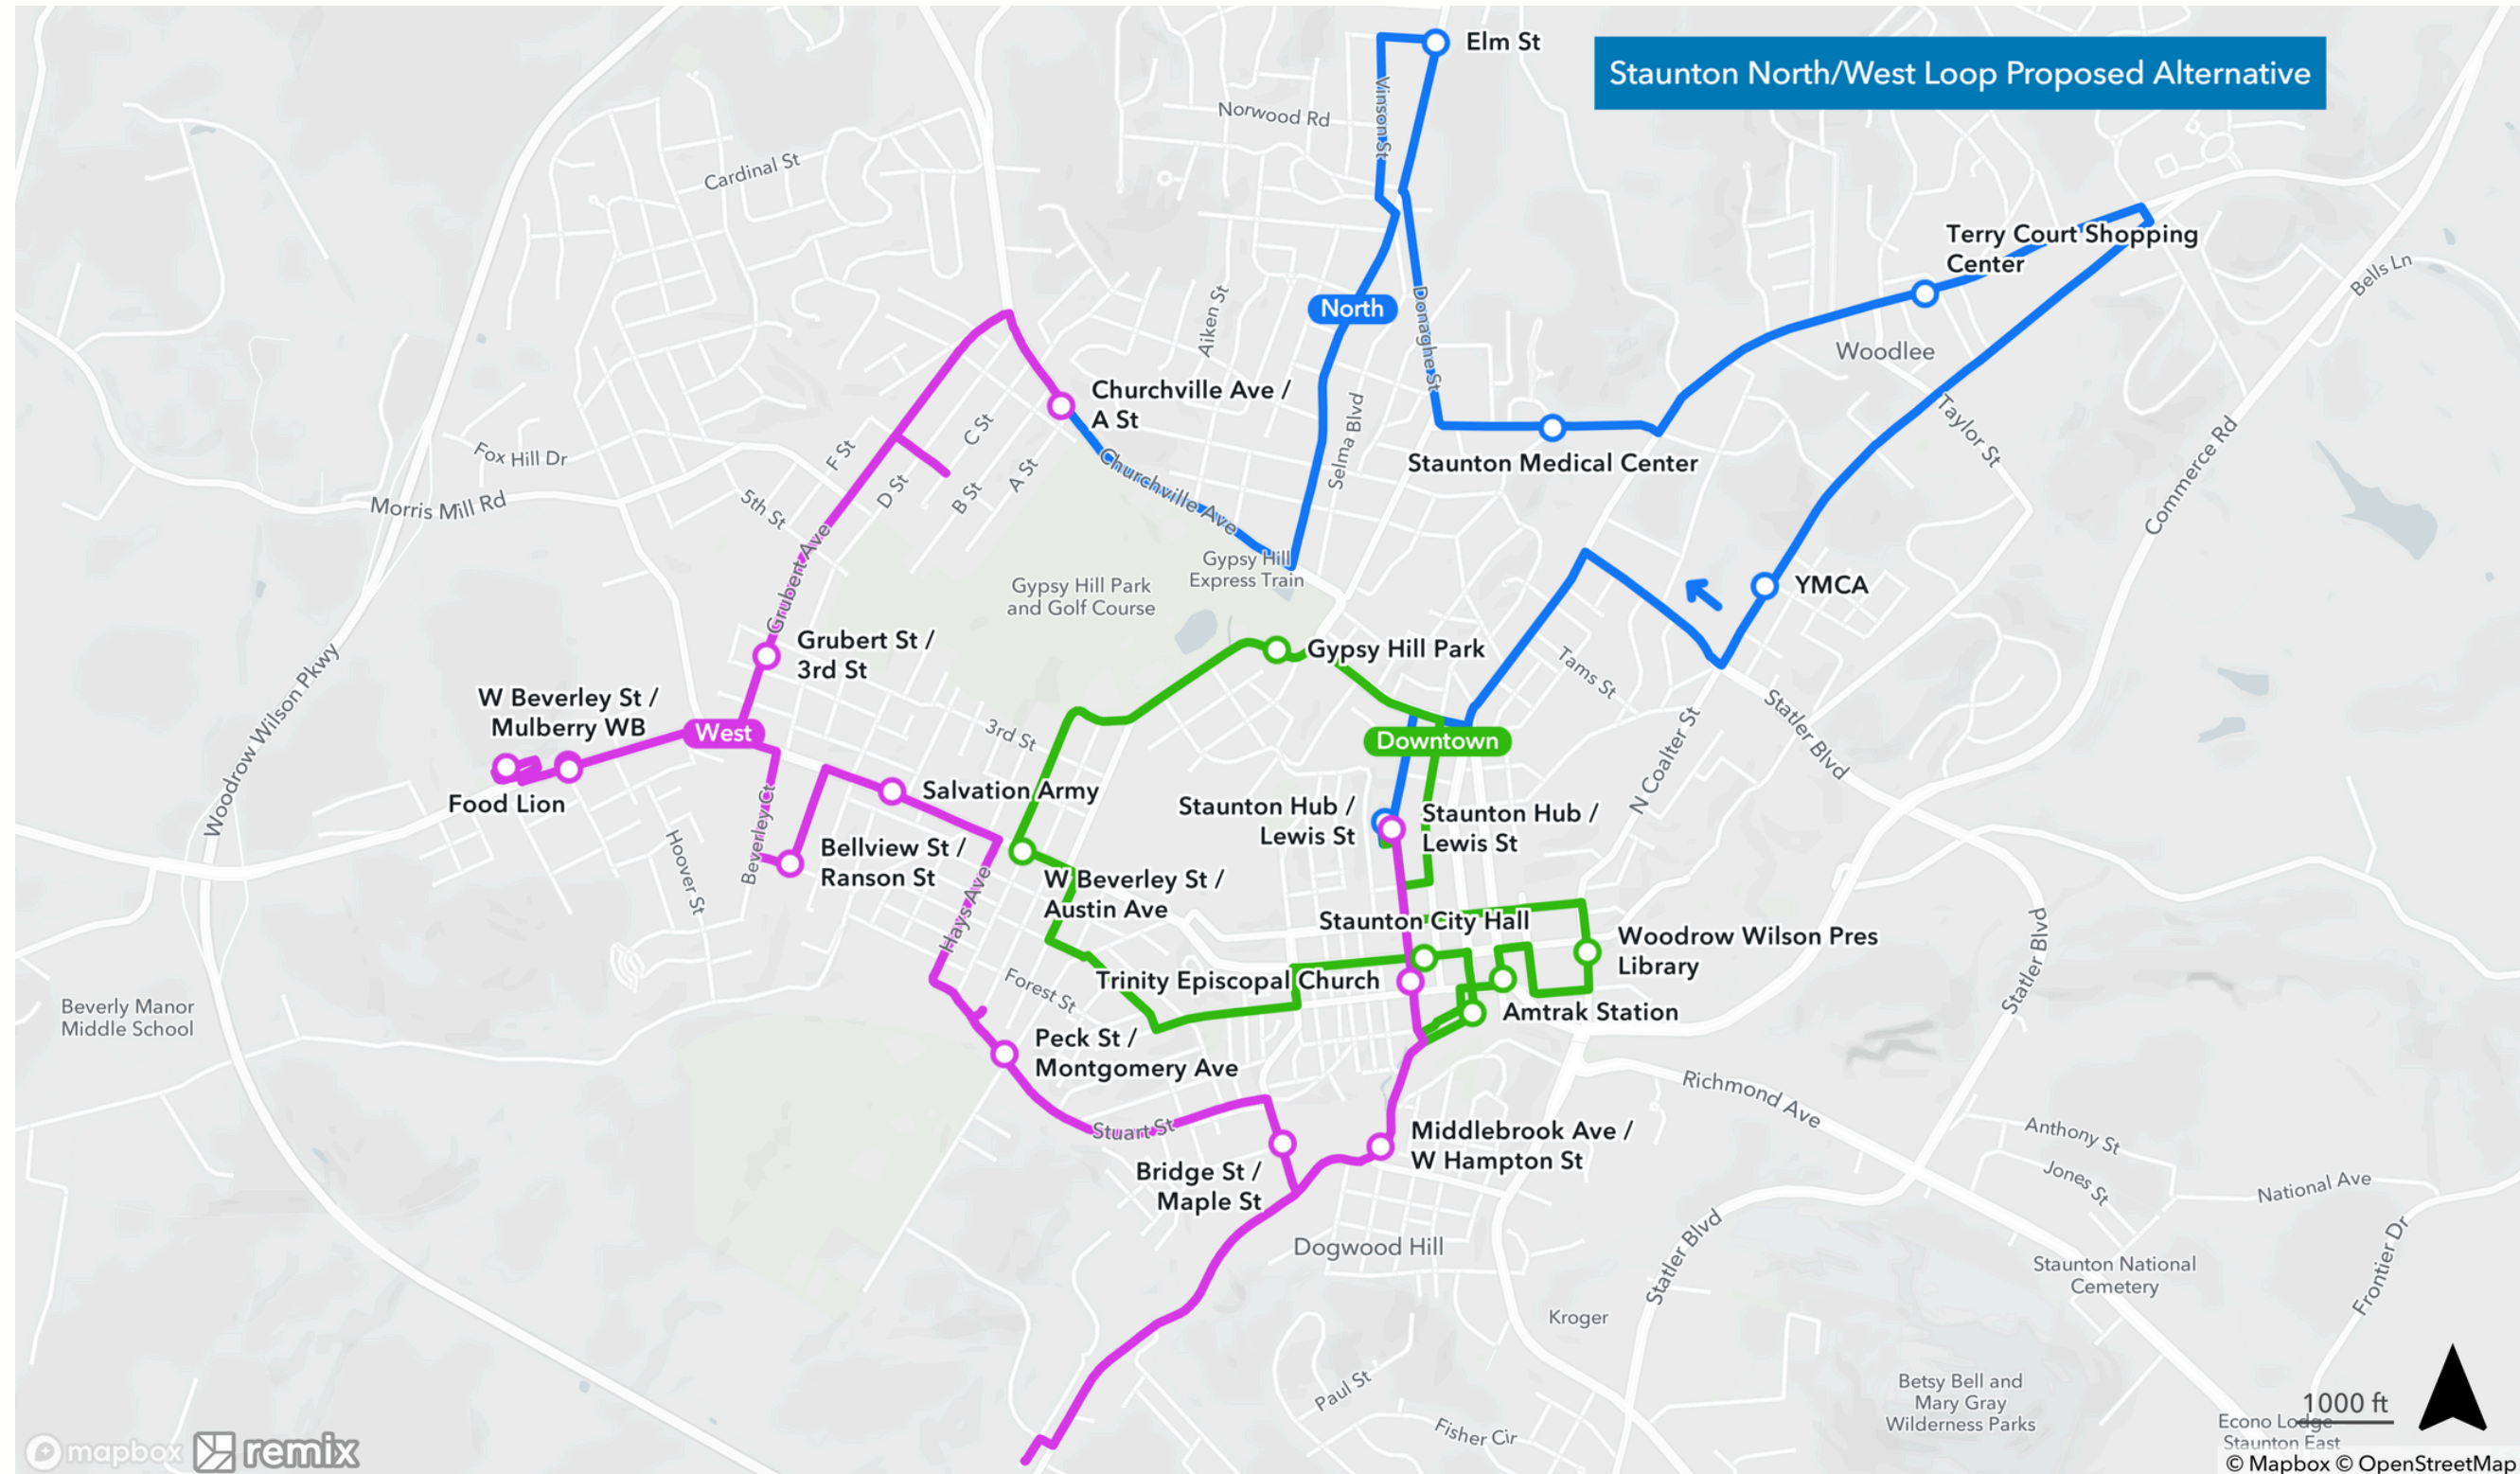 Elm St
Staunton North/West Loop Proposed Alternative
Vinson St
Norwood Rd
Cardinal St
Terry Court Shopping
Center
Bells Ln
North
Aiken St
Donaghe St
Woodlee
Churchville Ave /
A St
Selma Blvd
Taylor St
C St
F St
Fox Hill Dr
Staunton Medical Center
Churchville Ave
A St
D St
B St
5th St
Morris Mill Rd
Commerce Rd
Grubert Ave
Gypsy Hill
Express Train
Gypsy Hill Park
and Golf Course
YMCA
Grubert St /
3rd St
Gypsy Hill Park
Tams St
W Beverley St /
Mulberry WB
West
3rd St
Downtown
N Coalter St
Statler Blvd
Woodrow Wilson Pkwy
Food Lion
Salvation Army
Staunton Hub /
Lewis St
Staunton Hub /
Lewis St
Beverley Ct
Hoover St
Bellview St /
Ranson St
W Beverley St /
Austin Ave
Hays Ave
Staunton City Hall
Woodrow Wilson Pres
Library
Statler Blvd
Trinity Episcopal Church
Forest St
Amtrak Station
Beverly Manor
Middle School
Peck St /
Montgomery Ave
Richmond Ave
Stuart St
Middlebrook Ave /
W Hampton St
Anthony St
Jones St
Bridge St /
Maple St
National Ave
Dogwood Hill
Statler Blvd
Staunton National
Cemetery
Frontier Dr
Kroger
Paul St
Betsy Bell and
Mary Gray
Wilderness Parks
1000 ft
Fisher Cir
Econo Lodge
Staunton East
mapbox
remix
© Mapbox © OpenStreetMap